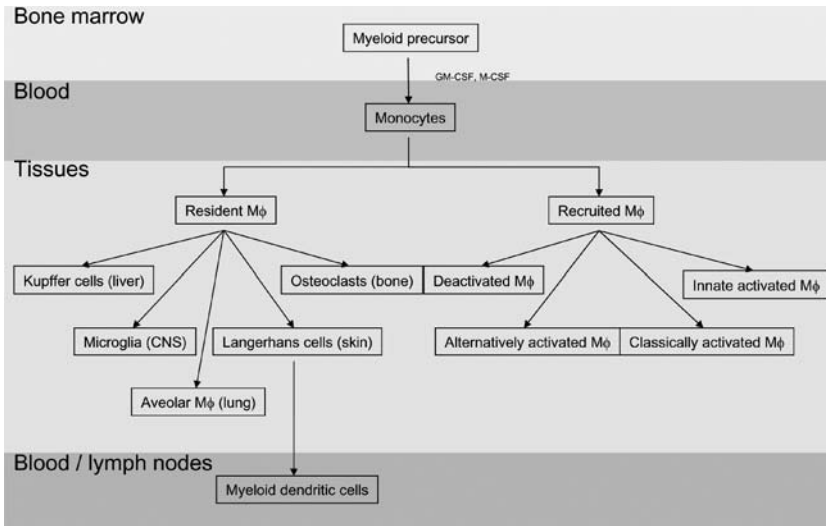 Bone marrow
Myeloid precursor
GM-CSF, M-CSF
Blood
Monocytes
Tissues
Resident Mϕ
Recruited Mϕ
Kupffer cells (liver)
Osteoclasts (bone)
Deactivated Mϕ
Innate activated Mϕ
Microglia (CNS)
Langerhans cells (skin)
Alternatively activated Mϕ
Classically activated Mϕ
Aveolar Mϕ (lung)
Blood / lymph nodes
Myeloid dendritic cells